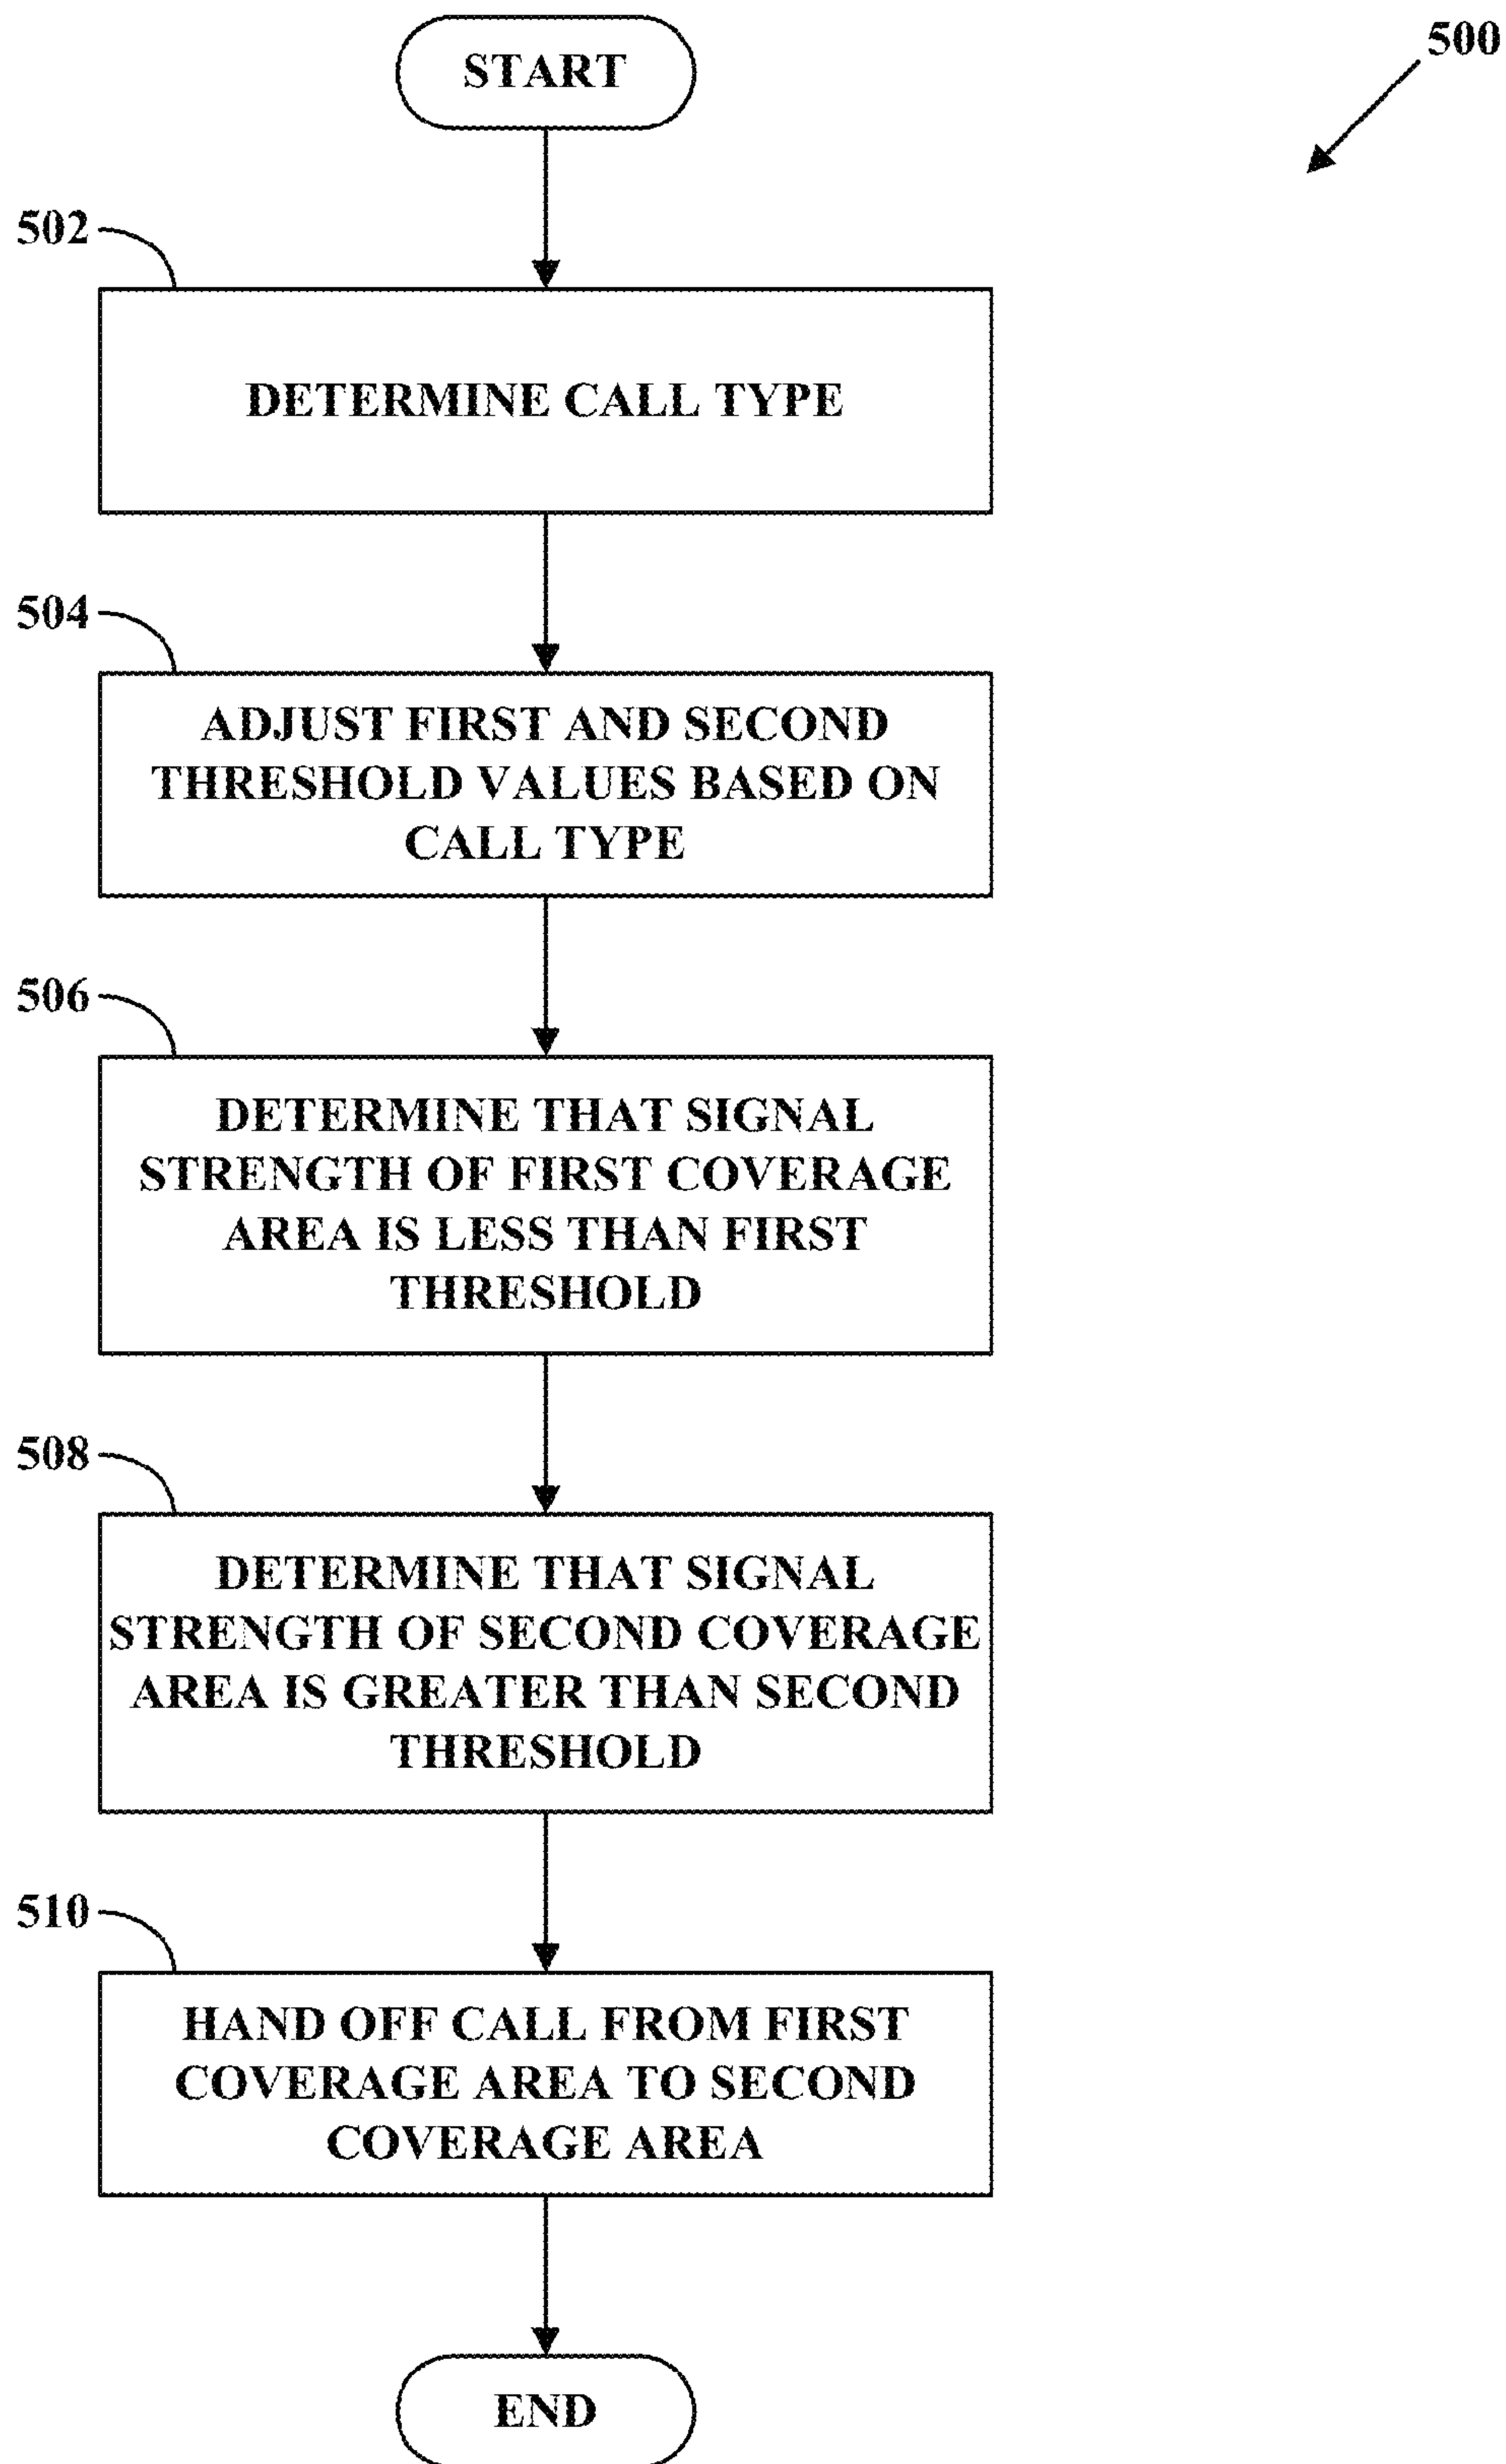 START
500
502
DETERMINE CALL TYPE
504
ADJUST FIRST AND SECOND
THRESHOLD VALUES BASED ON
CALL TYPE
506
DETERMINE THAT SIGNAL
STRENGTH OF FIRST COVERAGE
AREA IS LESS THAN FIRST
THRESHOLD
508
DETERMINE THAT SIGNAL
STRENGTH OF SECOND COVERAGE
AREA IS GREATER THAN SECOND
THRESHOLD
510
HAND OFF CALL FROM FIRST
COVERAGE AREA TO SECOND
COVERAGE AREA
END